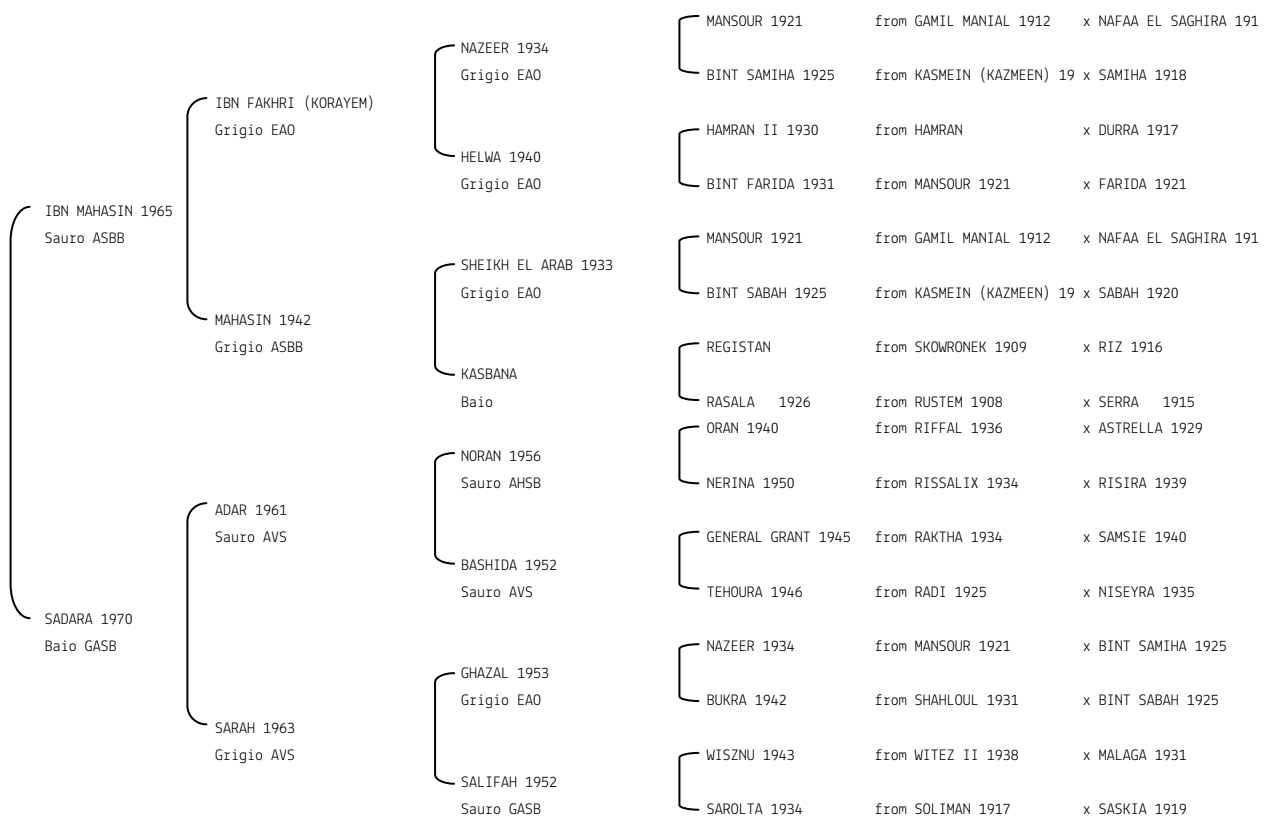 MANSOUR 1921 from GAMIL MANIAL 1912 x NAFAA EL SAGHIRA 191
NAZEER 1934
Grigio EAO BINT SAMIHA 1925 from KASMEIN (KAZMEEN) 19 x SAMIHA 1918
IBN FAKHRI (KORAYEM)
Grigio EAO HAMRAN II 1930 from HAMRAN x DURRA 1917
HELWA 1940
Grigio EAO BINT FARIDA 1931 from MANSOUR 1921 x FARIDA 1921
IBN MAHASIN 1965
Sauro ASBB MANSOUR 1921 from GAMIL MANIAL 1912 x NAFAA EL SAGHIRA 191
SHEIKH EL ARAB 1933
Grigio EAO BINT SABAH 1925 from KASMEIN (KAZMEEN) 19 x SABAH 1920
MAHASIN 1942
Grigio ASBB REGISTAN from SKOWRONEK 1909 x RIZ 1916
KASBANA
Baio RASALA 1926 from RUSTEM 1908 x SERRA 1915
ORAN 1940 from RIFFAL 1936 x ASTRELLA 1929
NORAN 1956
Sauro AHSB NERINA 1950 from RISSALIX 1934 x RISIRA 1939
ADAR 1961
Sauro AVS GENERAL GRANT 1945 from RAKTHA 1934 x SAMSIE 1940
BASHIDA 1952
Sauro AVS TEHOURA 1946 from RADI 1925 x NISEYRA 1935
SADARA 1970
Baio GASB NAZEER 1934 from MANSOUR 1921 x BINT SAMIHA 1925
GHAZAL 1953
Grigio EAO BUKRA 1942 from SHAHLOUL 1931 x BINT SABAH 1925
SARAH 1963
Grigio AVS WISZNU 1943 from WITEZ II 1938 x MALAGA 1931
SALIFAH 1952
Sauro GASB SAROLTA 1934 from SOLIMAN 1917 x SASKIA 1919